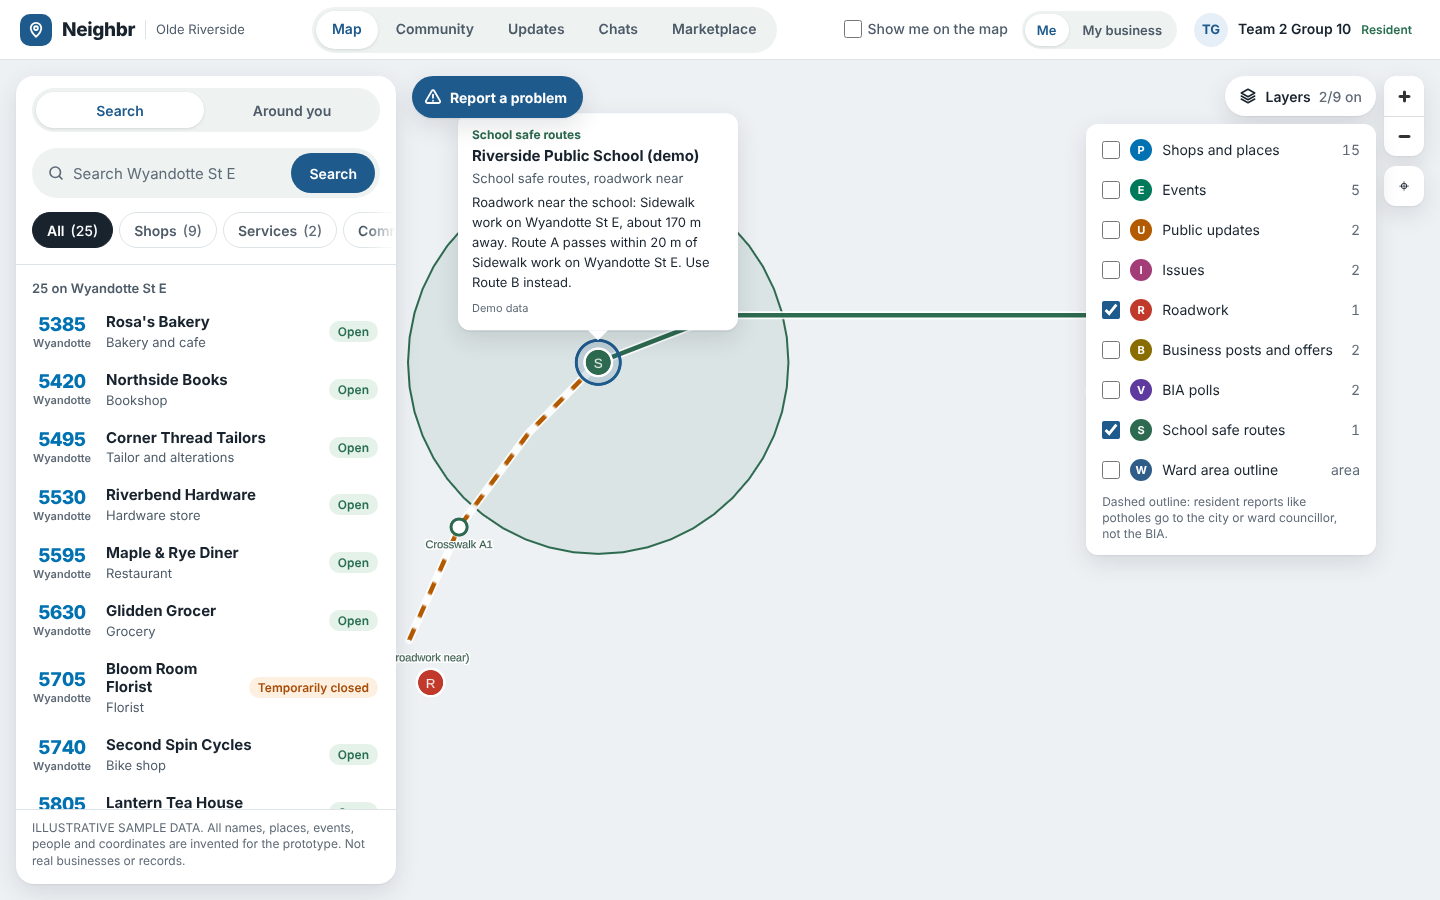 Neighbr
Olde Riverside
Map
Community
Updates
Chats
Marketplace
Show me on the map
Me
My business
TG
Team 2 Group 10
Resident
Search
Around you
Search Wyandotte St E
Search
All (25)
Shops (9)
Services (2)
Com
25 on Wyandotte St E
5385
Wyandotte
Rosa's Bakery
Bakery and cafe
Open
5420
Wyandotte
Northside Books
Bookshop
Open
5495
Wyandotte
Corner Thread Tailors
Tailor and alterations
Open
5530
Wyandotte
Riverbend Hardware
Hardware store
Open
5595
Wyandotte
Maple & Rye Diner
Restaurant
Open
5630
Wyandotte
Glidden Grocer
Grocery
Open
5705
Wyandotte
Bloom Room
Florist
Florist
Temporarily closed
5740
Wyandotte
Second Spin Cycles
Bike shop
Open
5805
Lantern Tea House
ILLUSTRATIVE SAMPLE DATA. All names, places, events,
people and coordinates are invented for the prototype. Not
real businesses or records.
Report a problem
School safe routes
Riverside Public School (demo)
School safe routes, roadwork near
Roadwork near the school: Sidewalk
work on Wyandotte St E, about 170 m
away. Route A passes within 20 m of
Sidewalk work on Wyandotte St E. Use
Route B instead.
Demo data
S
Crosswalk A1
roadwork near)
R
Layers 2/9 on
+
−
P Shops and places 15
E Events 5
U Public updates 2
I Issues 2
R Roadwork 1
B Business posts and offers 2
V BIA polls 2
S School safe routes 1
W Ward area outline area
Dashed outline: resident reports like
potholes go to the city or ward councillor,
not the BIA.